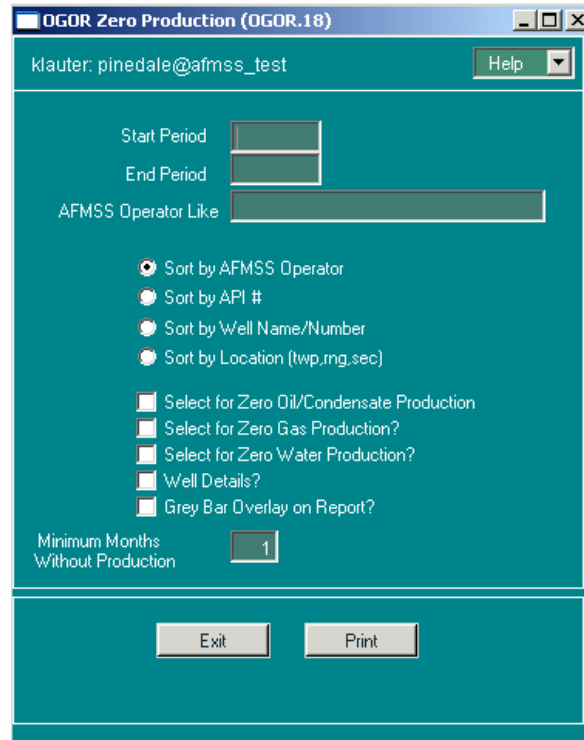 OGOR Zero Production (OGOR.18)
klauter: pinedale@afmss_test
Help
Start Period
End Period
AFMSS Operator Like
Sort by AFMSS Operator
Sort by API #
Sort by Well Name/Number
Sort by Location (twp,rng,sec)
Select for Zero Oil/Condensate Production
Select for Zero Gas Production?
Select for Zero Water Production?
Well Details?
Grey Bar Overlay on Report?
Minimum Months
Without Production
1
Exit
Print